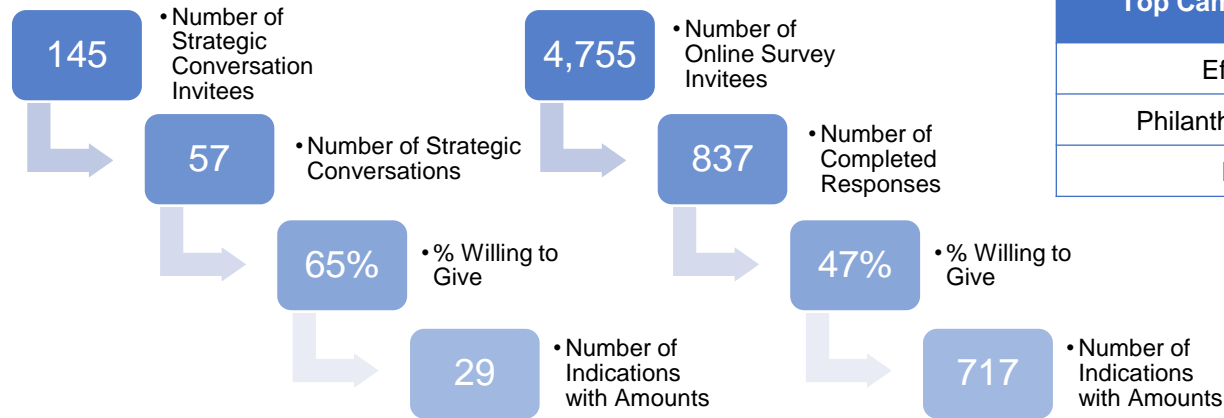 145
• Number of
Strategic
Conversation
Invitees
57
• Number of Strategic
Conversations
65%
• % Willing to
Give
29
• Number of
Indications
with Amounts
4,755
• Number of
Online Survey
Invitees
837
• Number of
Completed
Responses
47%
• % Willing to
Give
717
• Number of
Indications
with Amounts
Top